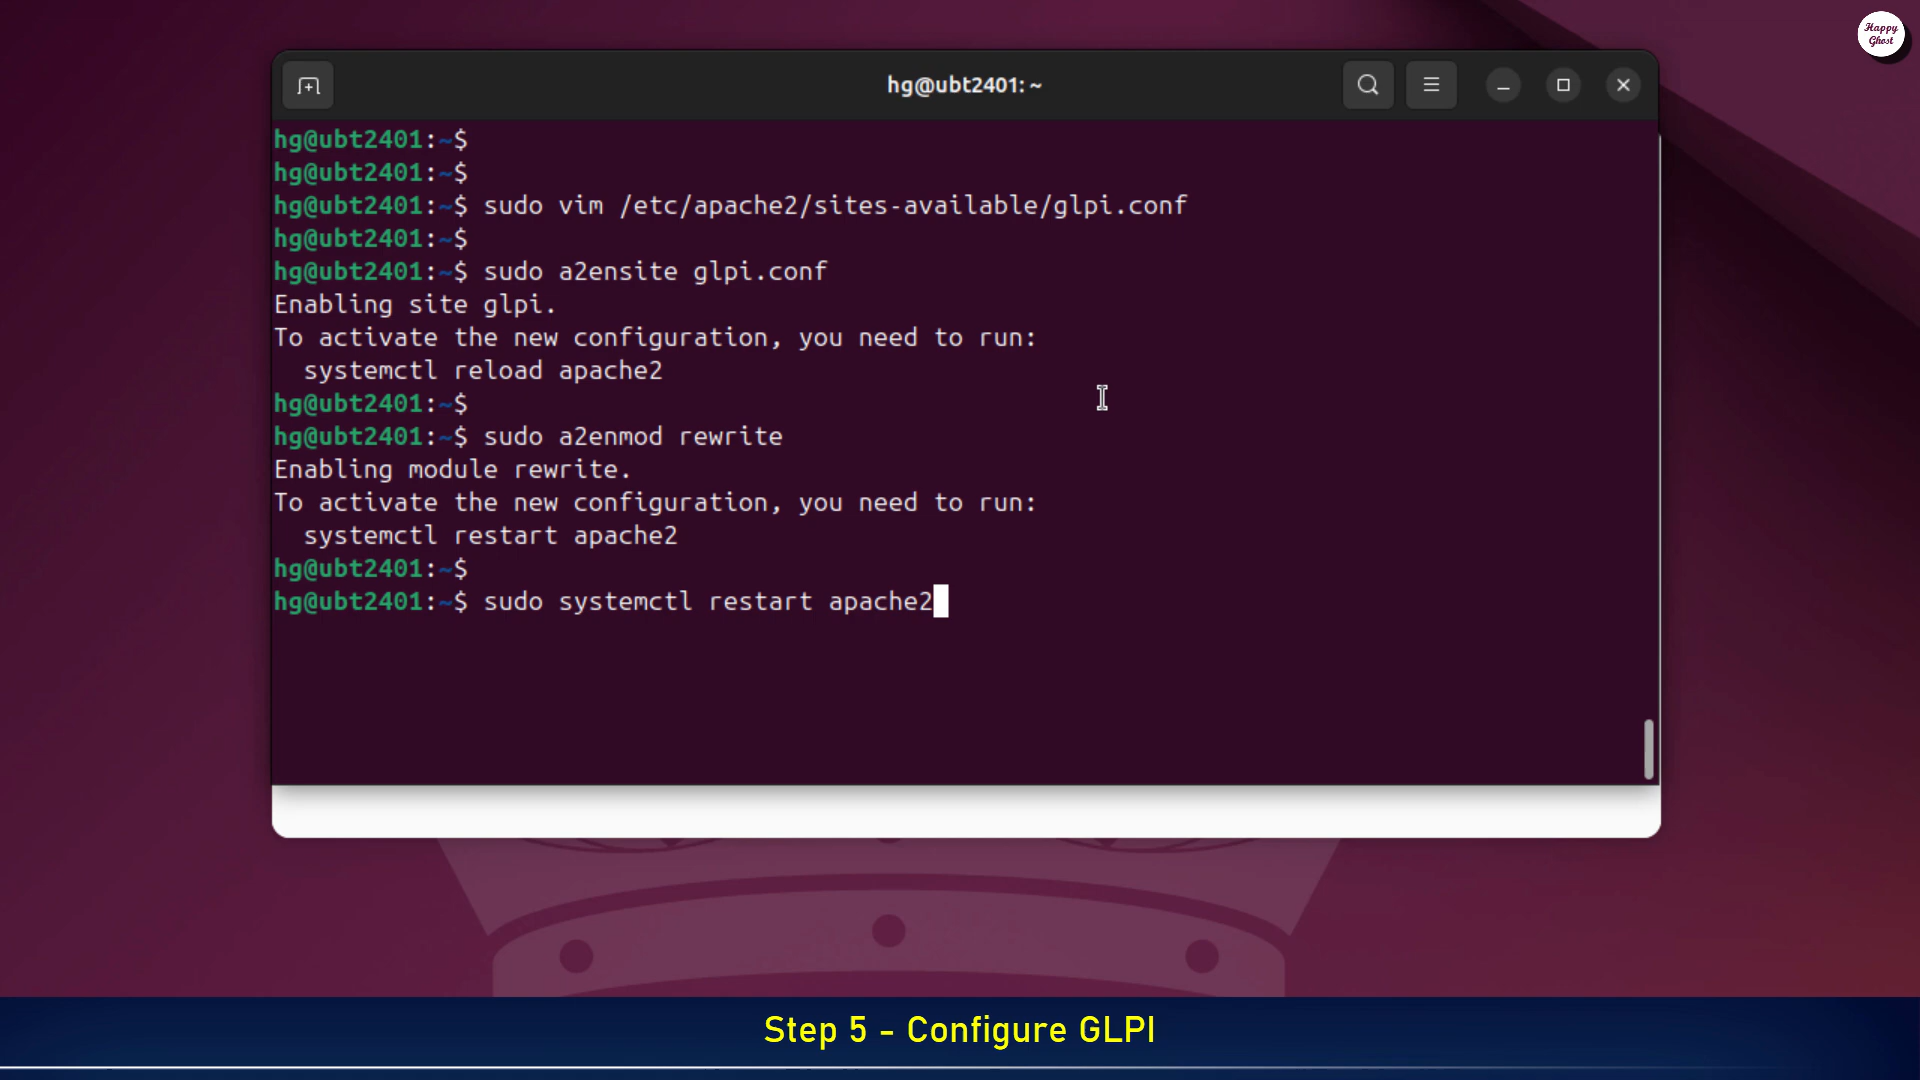 Happy
Ghost
hg@ubt2401: ~
hg@ubt2401:~$
hg@ubt2401:~$
hg@ubt2401:~$ sudo vim /etc/apache2/sites-available/glpi.conf
hg@ubt2401:~$
hg@ubt2401:~$ sudo a2ensite glpi.conf
Enabling site glpi.
To activate the new configuration, you need to run:
  systemctl reload apache2
hg@ubt2401:~$
hg@ubt2401:~$ sudo a2enmod rewrite
Enabling module rewrite.
To activate the new configuration, you need to run:
  systemctl restart apache2
hg@ubt2401:~$
hg@ubt2401:~$ sudo systemctl restart apache2
Step 5 - Configure GLPI